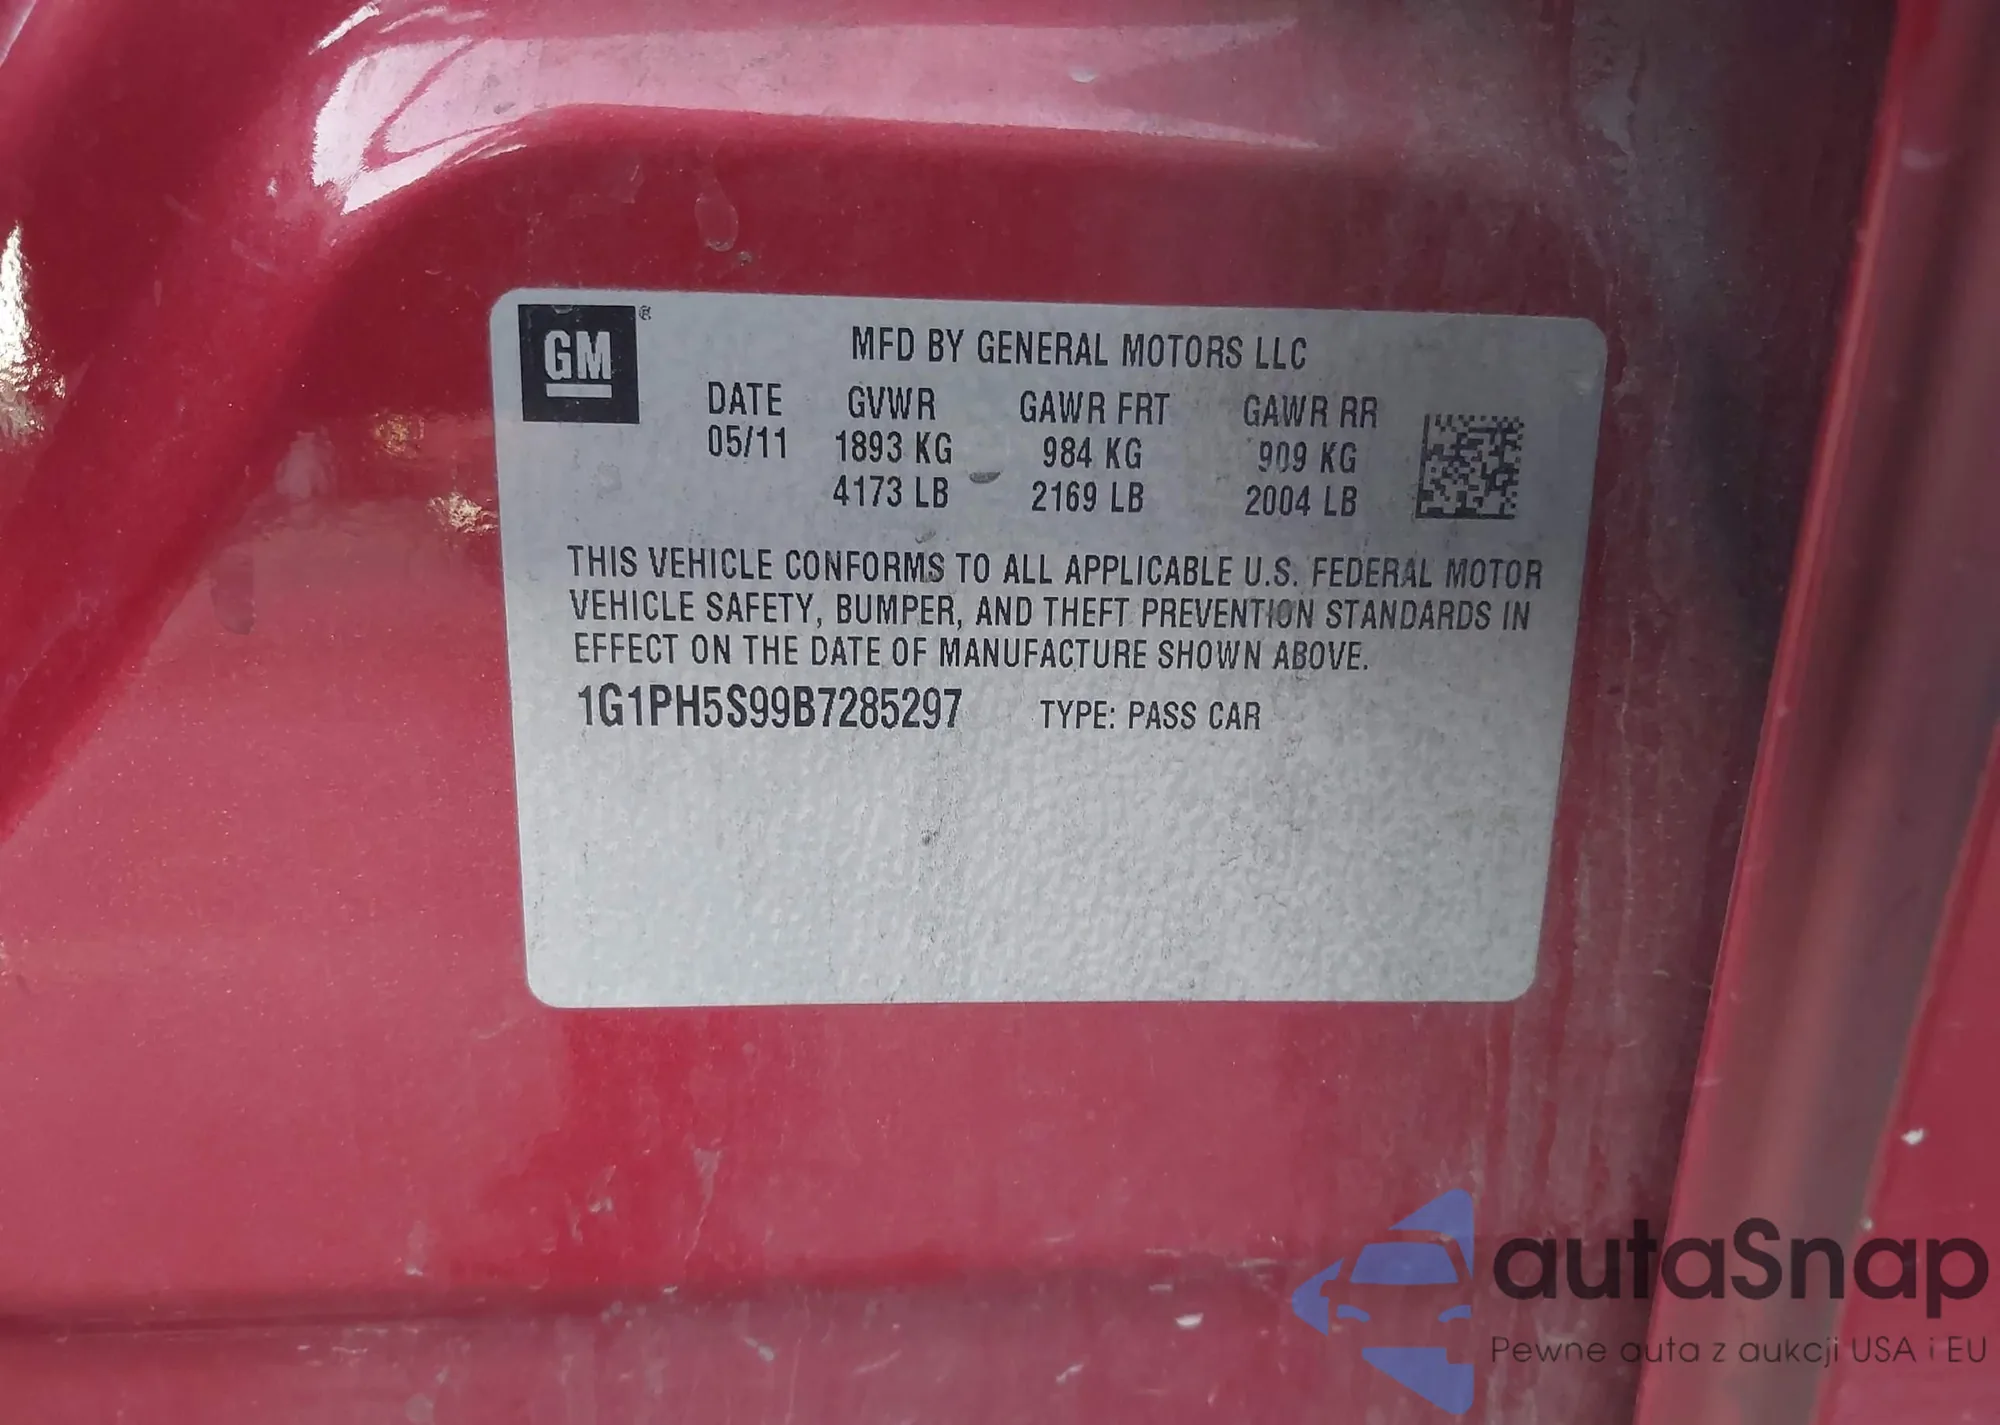 GM ®
MFD BY GENERAL MOTORS LLC
DATE GVWR GAWR FRT GAWR RR
05/11 1893 KG 984 KG 909 KG
4173 LB 2169 LB 2004 LB
THIS VEHICLE CONFORMS TO ALL APPLICABLE U.S. FEDERAL MOTOR
VEHICLE SAFETY, BUMPER, AND THEFT PREVENTION STANDARDS IN
EFFECT ON THE DATE OF MANUFACTURE SHOWN ABOVE.
1G1PH5S99B7285297 TYPE: PASS CAR
autaSnap
Pewne auta z aukcji USA i EU